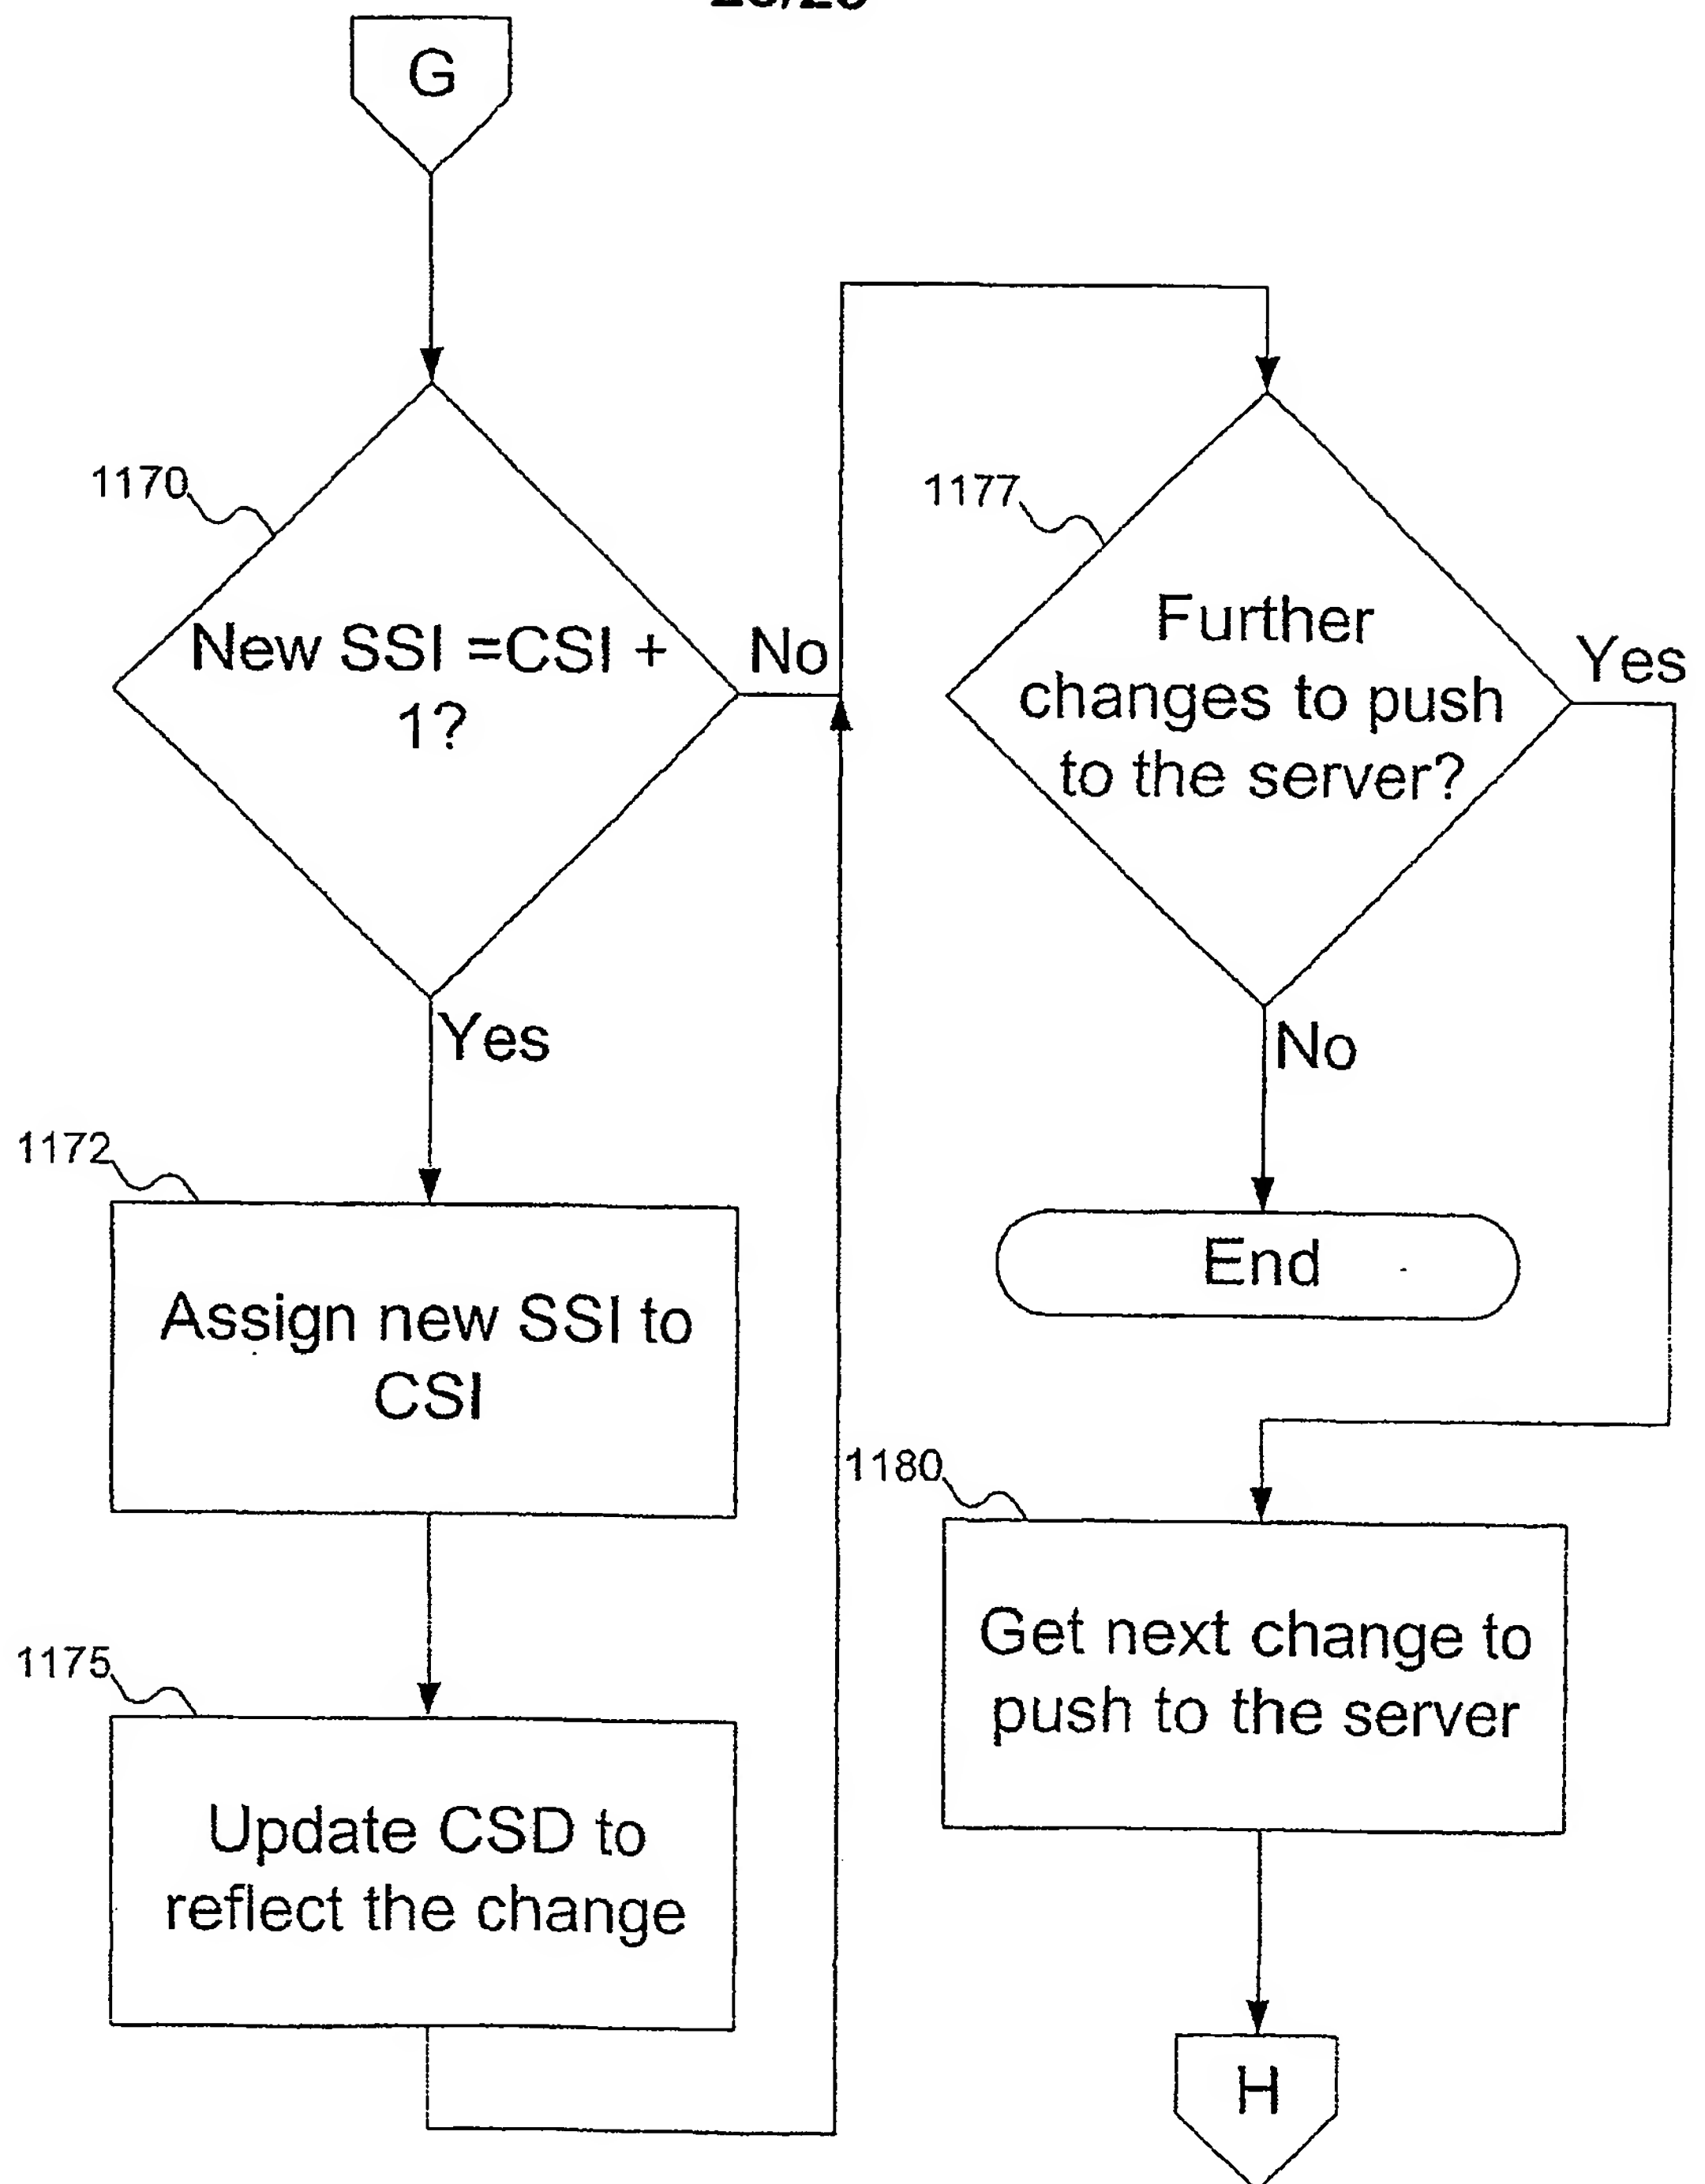 G
1170
New SSI =CSI +
1?
No
Yes
1172
Assign new SSI to
CSI
1175
Update CSD to
reflect the change
1177
Further
changes to push
to the server?
Yes
No
End
1180
Get next change to
push to the server
H